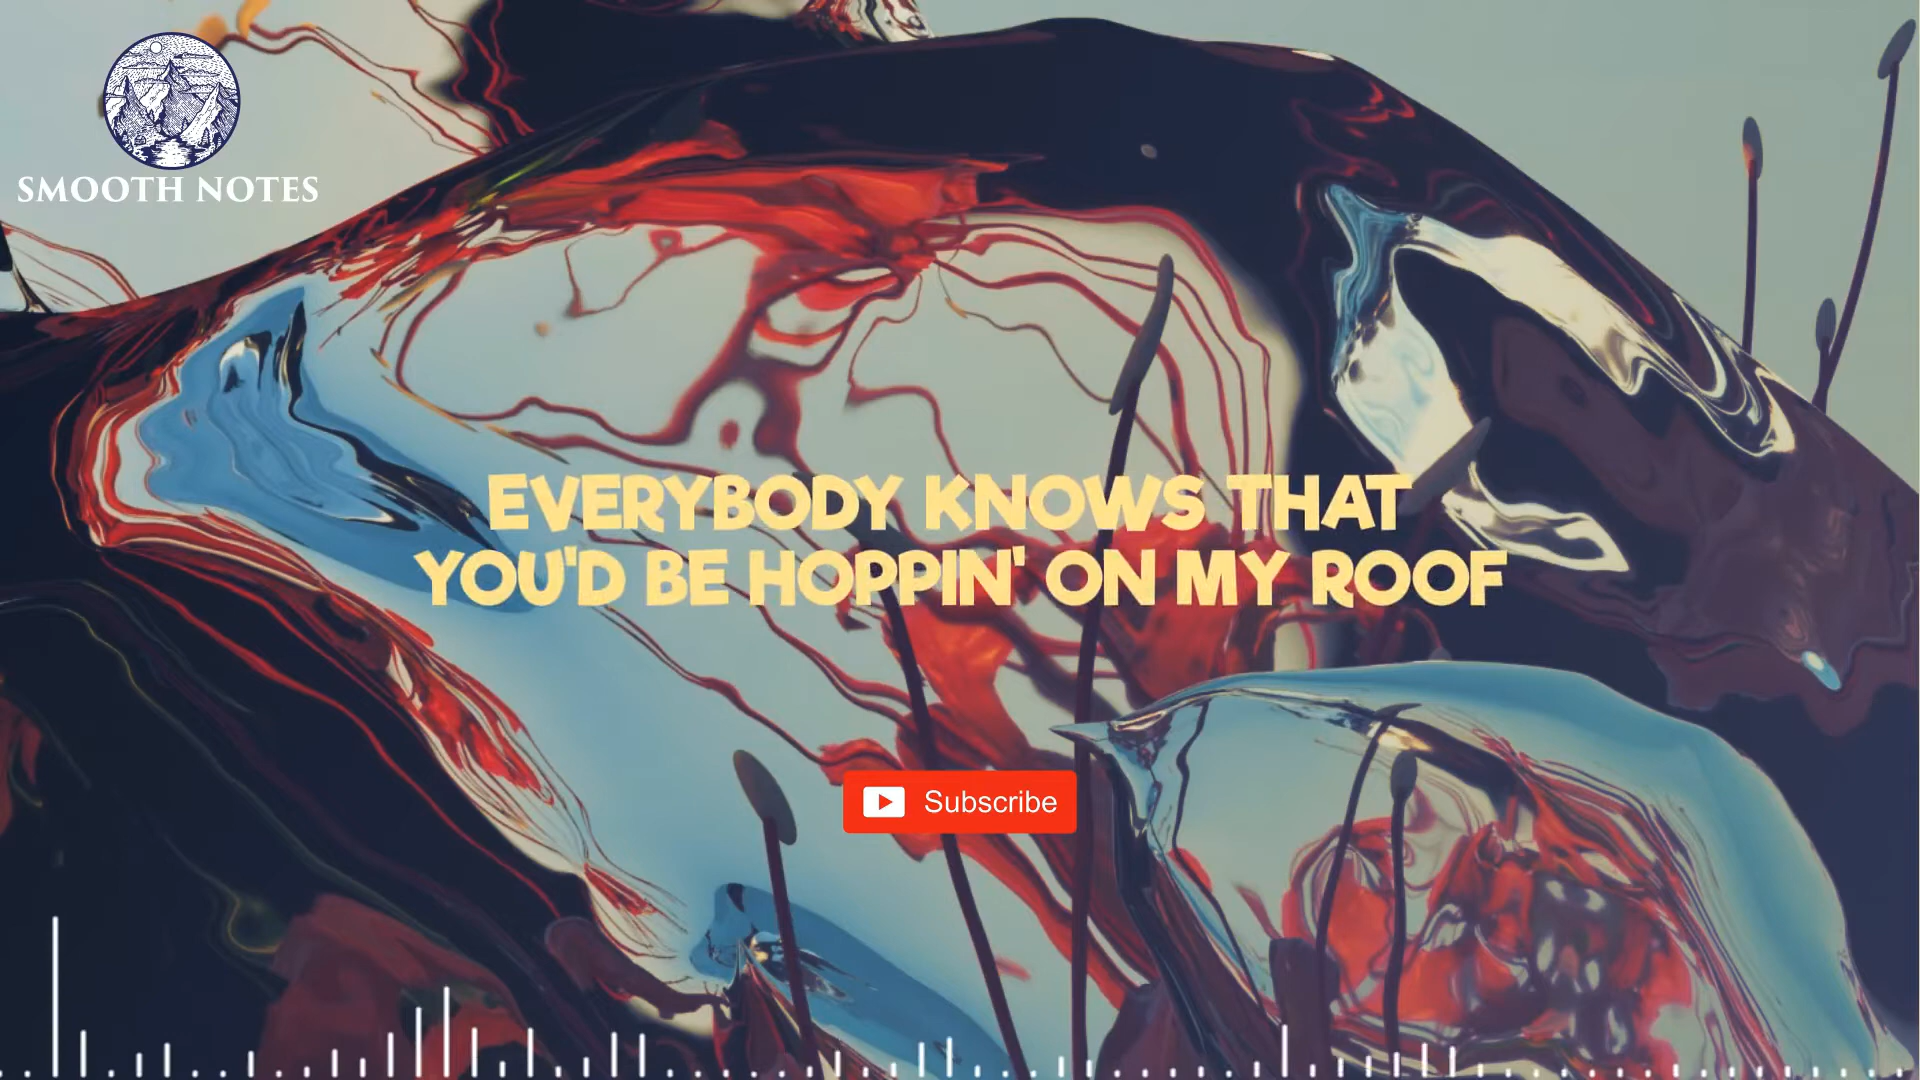 SMOOTH NOTES
EVERYBODY KNOWS THAT
YOU'D BE HOPPIN' ON MY ROOF
Subscribe